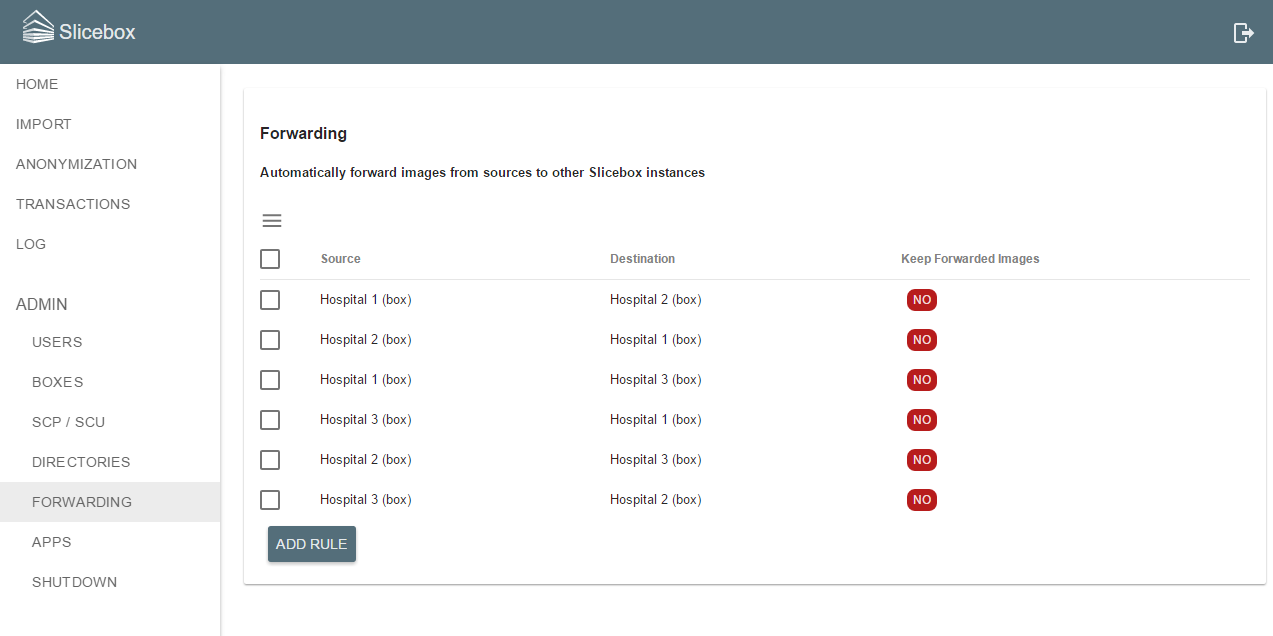 Slicebox
HOME
IMPORT
ANONYMIZATION
TRANSACTIONS
LOG
ADMIN
USERS
BOXES
SCP / SCU
DIRECTORIES
FORWARDING
APPS
SHUTDOWN
Forwarding
Automatically forward images from sources to other Slicebox instances
Source Destination Keep Forwarded Images
Hospital 1 (box) Hospital 2 (box) NO
Hospital 2 (box) Hospital 1 (box) NO
Hospital 1 (box) Hospital 3 (box) NO
Hospital 3 (box) Hospital 1 (box) NO
Hospital 2 (box) Hospital 3 (box) NO
Hospital 3 (box) Hospital 2 (box) NO
ADD RULE